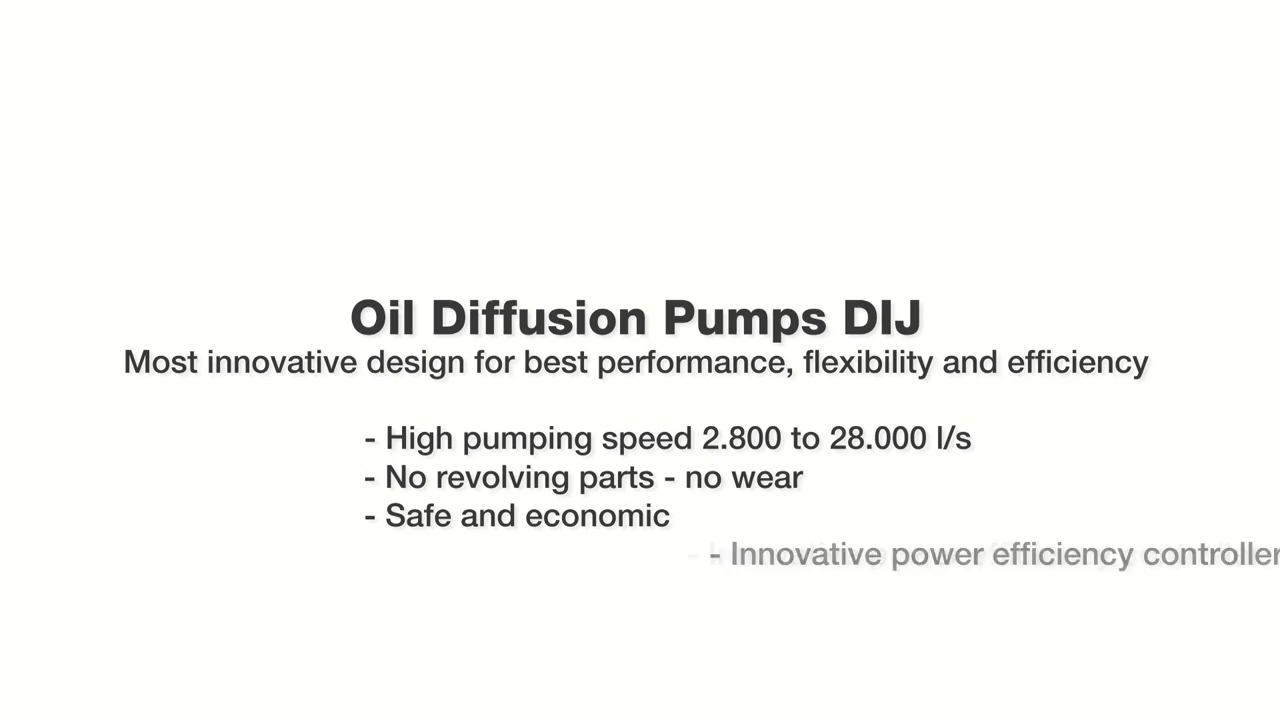 Oil Diffusion Pumps DIJ
Most innovative design for best performance, flexibility and efficiency
- High pumping speed 2.800 to 28.000 l/s
- No revolving parts - no wear
- Safe and economic
- Innovative power efficiency controller